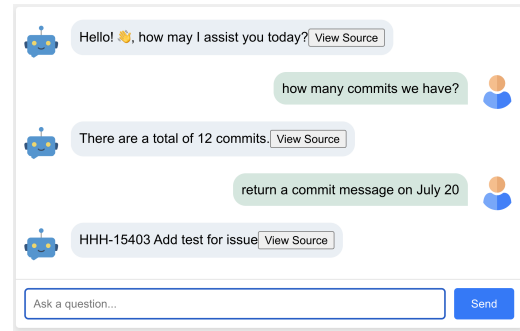 Hello! 👋, how may I assist you today? View Source
how many commits we have?
There are a total of 12 commits. View Source
return a commit message on July 20
HHH-15403 Add test for issue View Source
Ask a question...
Send